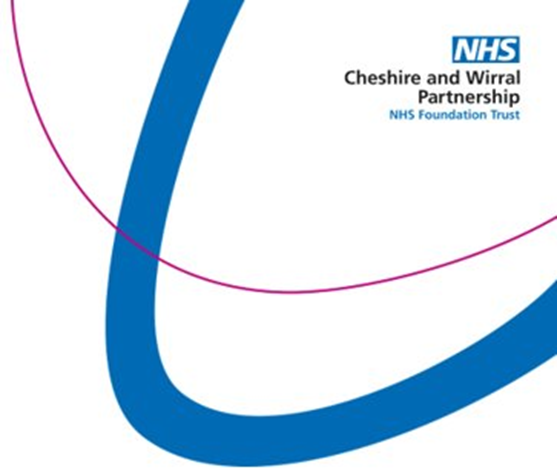 NHS
Cheshire and Wirral
Partnership
NHS Foundation Trust